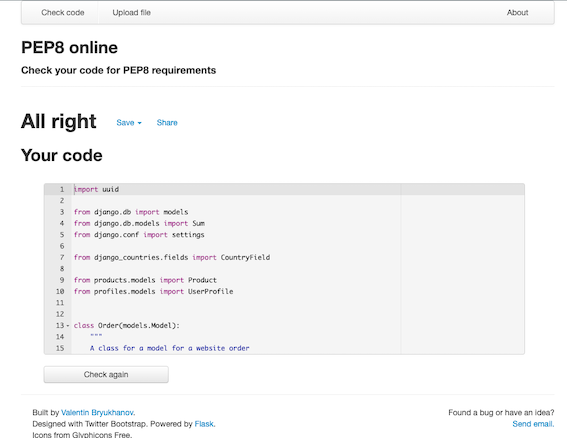 Check code Upload file About
PEP8 online
Check your code for PEP8 requirements
All right Save Share
Your code
1 import uuid
2
3 from django.db import models
4 from django.db.models import Sum
5 from django.conf import settings
6
7 from django_countries.fields import CountryField
8
9 from products.models import Product
10 from profiles.models import UserProfile
11
12
13 class Order(models.Model):
14 """
15 A class for a model for a website order
Check again
Built by Valentin Bryukhanov. Found a bug or have an idea?
Designed with Twitter Bootstrap. Powered by Flask. Send email.
Icons from Glyphicons Free.